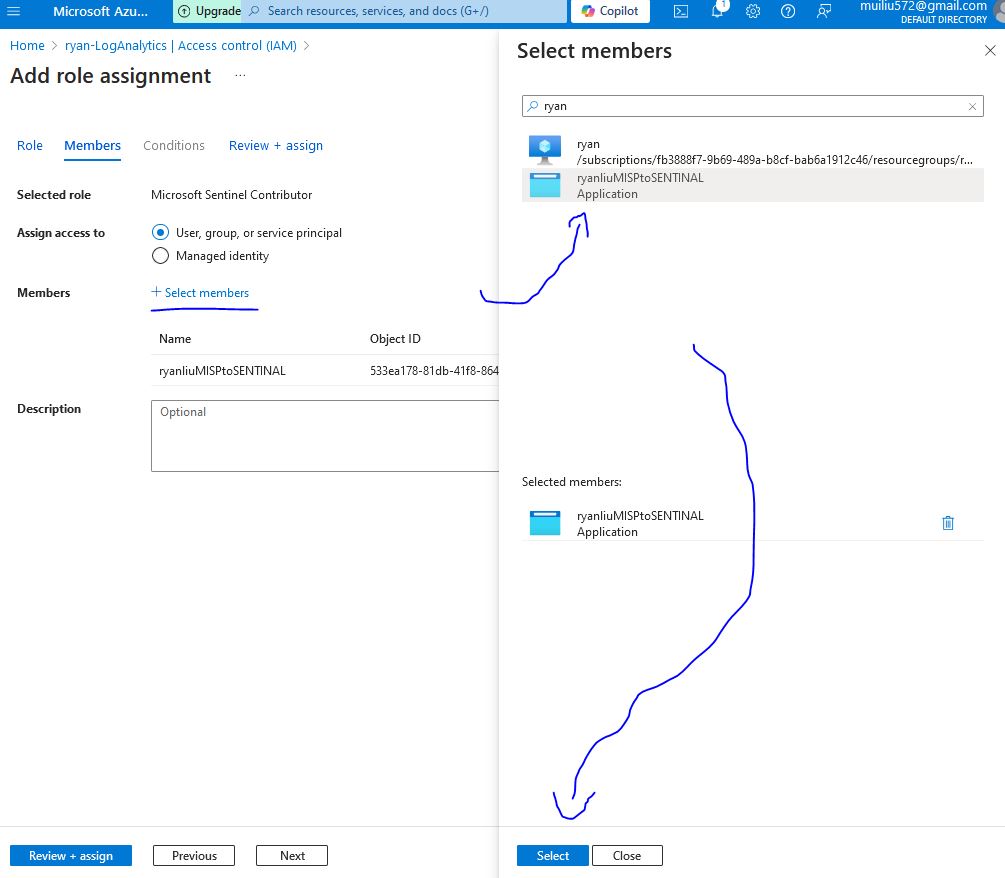 Microsoft Azu...
Upgrade
Search resources, services, and docs (G+/)
Copilot
1
muiliu572@gmail.com
DEFAULT DIRECTORY
Home > ryan-LogAnalytics | Access control (IAM) >
Add role assignment ...
Role Members Conditions Review + assign
Selected role Microsoft Sentinel Contributor
Assign access to User, group, or service principal
Managed identity
Members + Select members
Name Object ID
ryanliuMISPtoSENTINAL 533ea178-81db-41f8-864
Description Optional
Review + assign Previous Next
Select members
ryan
ryan
/subscriptions/fb3888f7-9b69-489a-b8cf-bab6a1912c46/resourcegroups/r...
ryanliuMISPtoSENTINAL
Application
Selected members:
ryanliuMISPtoSENTINAL
Application
Select Close